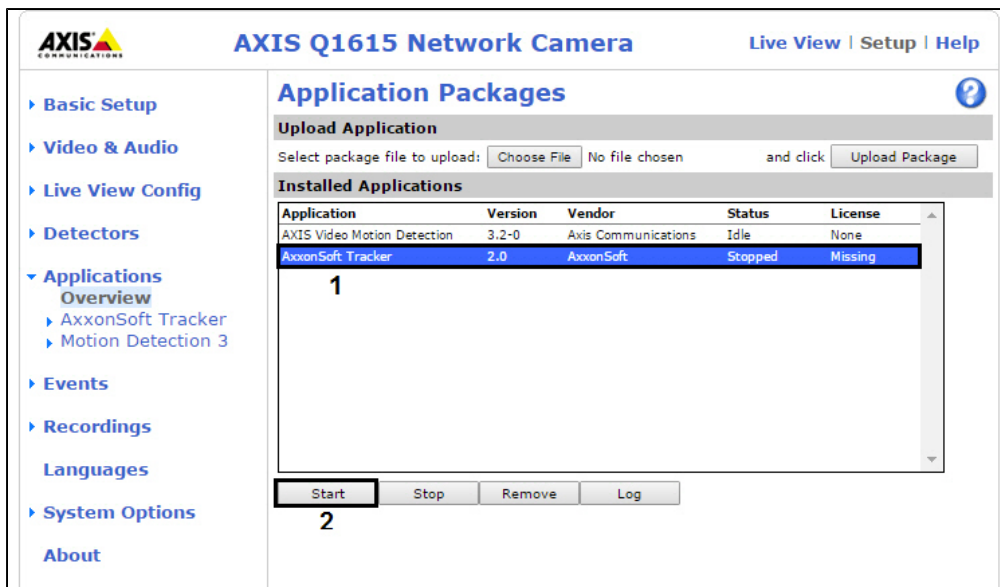 AXIS
COMMUNICATIONS
AXIS Q1615 Network Camera
Live View | Setup | Help
Basic Setup
Video & Audio
Live View Config
Detectors
Applications
Overview
AxxonSoft Tracker
Motion Detection 3
Events
Recordings
Languages
System Options
About
Application Packages
?
Upload Application
Select package file to upload: Choose File No file chosen and click Upload Package
Installed Applications
Application Version Vendor Status License
AXIS Video Motion Detection 3.2-0 Axis Communications Idle None
AxxonSoft Tracker 2.0 AxxonSoft Stopped Missing
1
Start Stop Remove Log
2